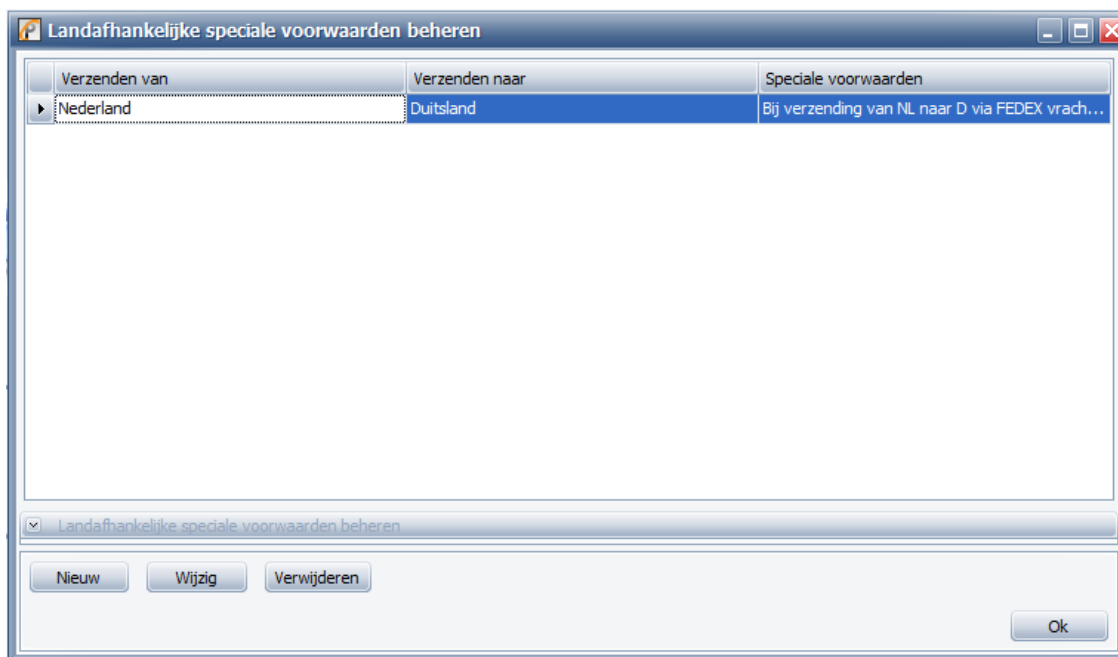 Landafhankelijke speciale voorwaarden beheren
Verzenden van Verzenden naar Speciale voorwaarden
Nederland Duitsland Bij verzending van NL naar D via FEDEX vrach...
Landafhankelijke speciale voorwaarden beheren
Nieuw Wijzig Verwijderen
Ok